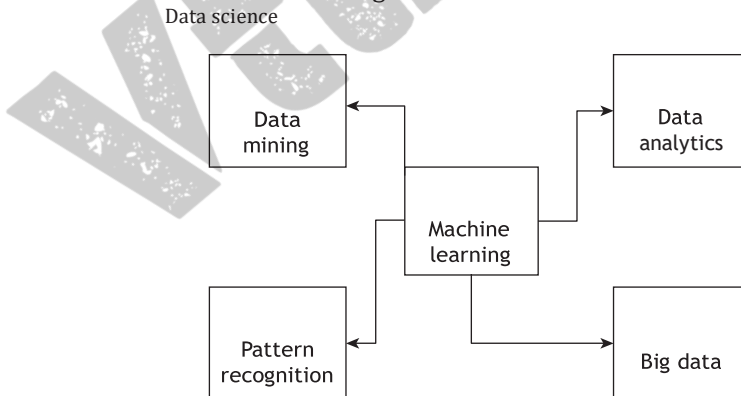 Data science
Data
mining
Data
analytics
Machine
learning
Pattern
recognition
Big data